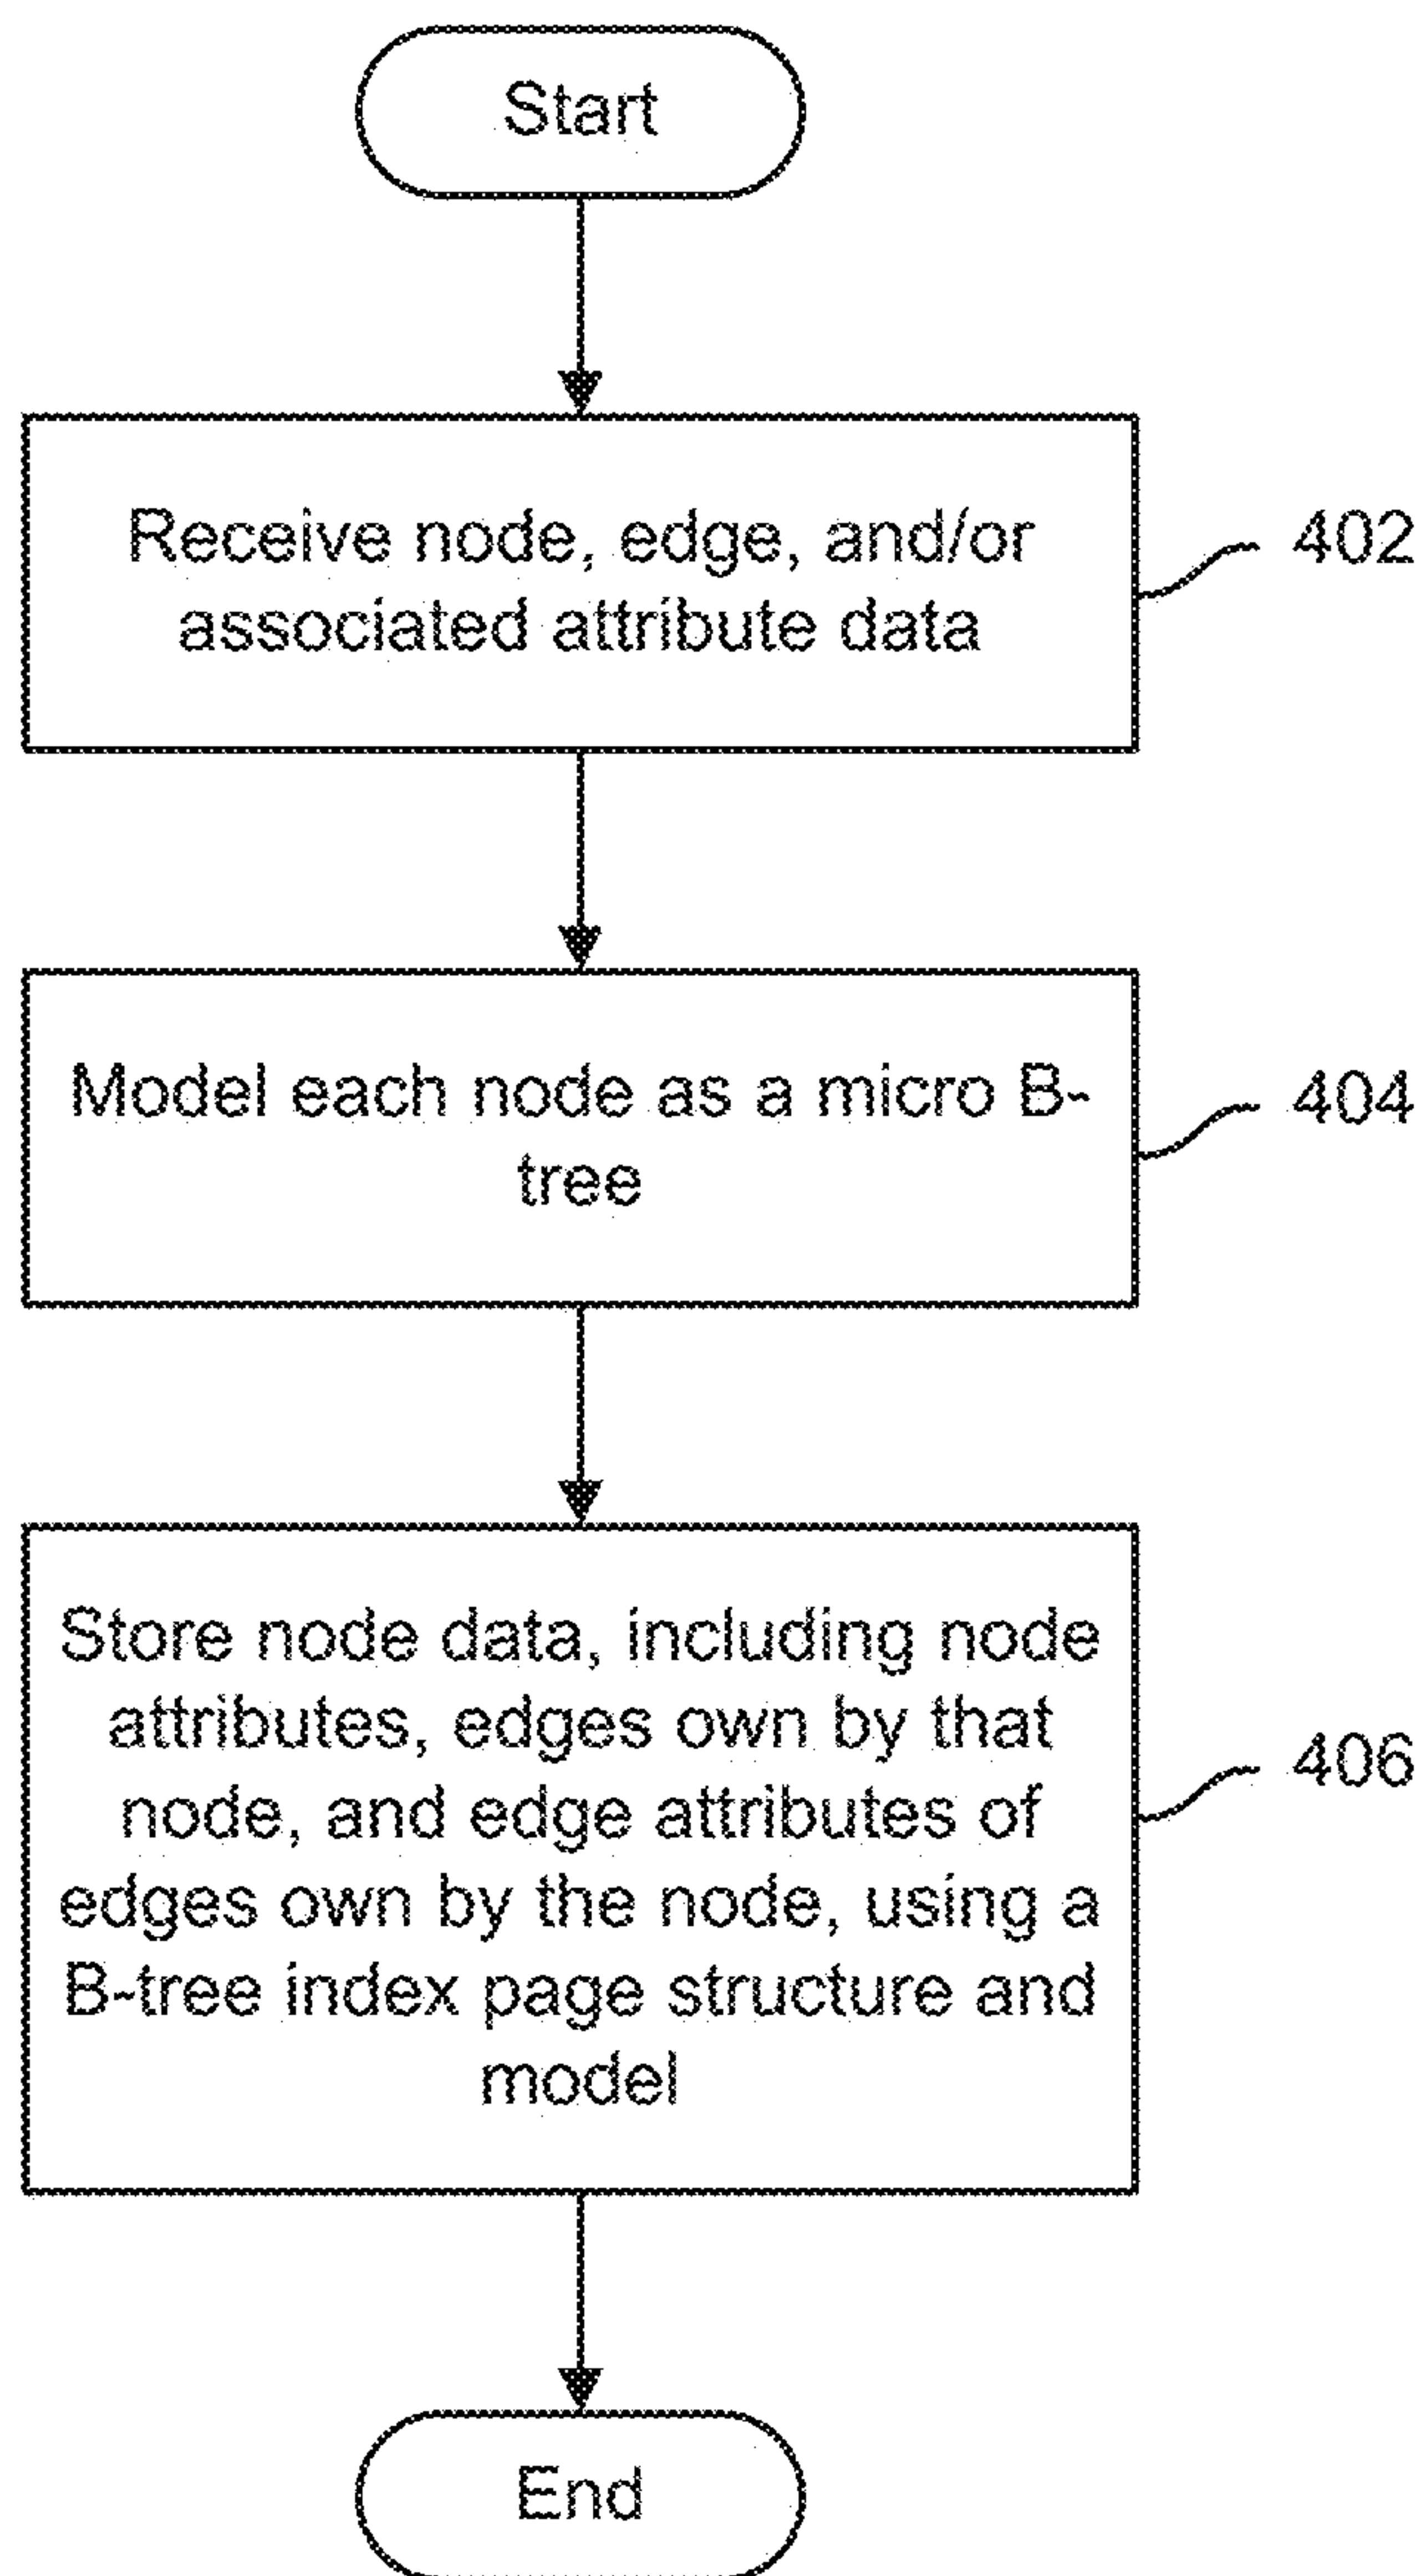 Start
Receive node, edge, and/or
associated attribute data
402
Model each node as a micro B-
tree
404
Store node data, including node
attributes, edges own by that
node, and edge attributes of
edges own by the node, using a
B-tree index page structure and
model
406
End